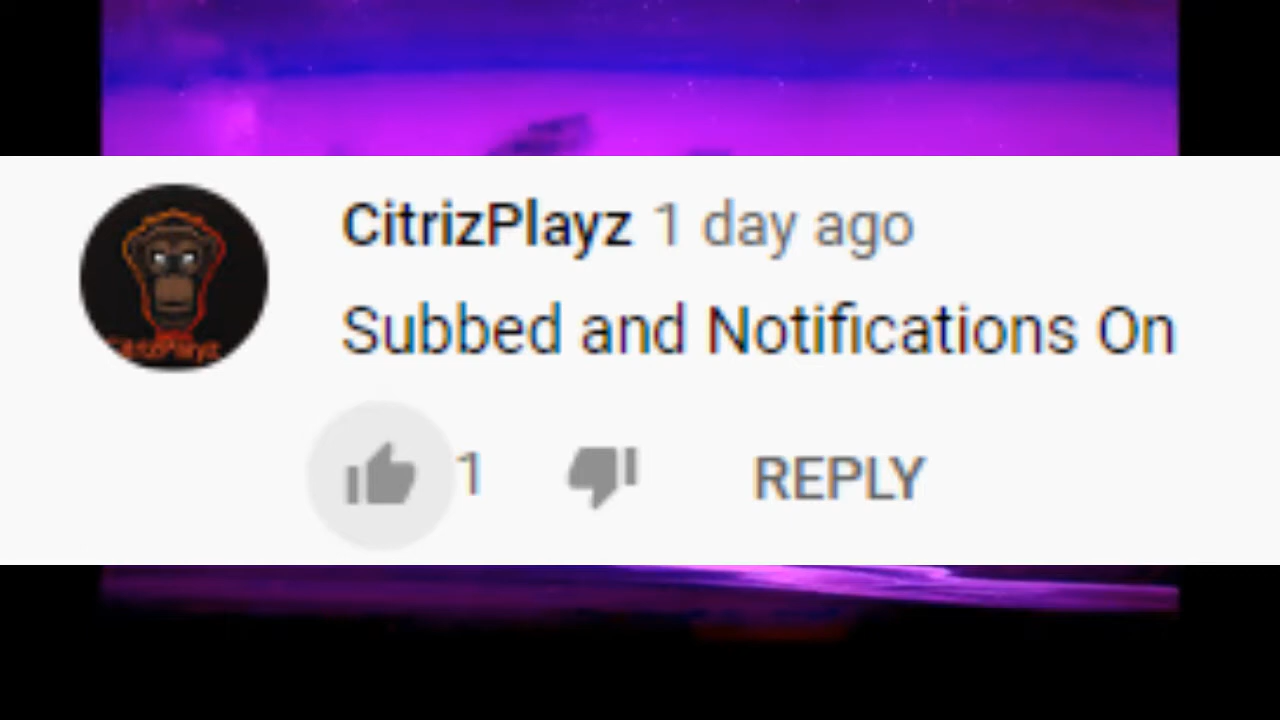 CitrizPlayz 1 day ago
Subbed and Notifications On
1 REPLY